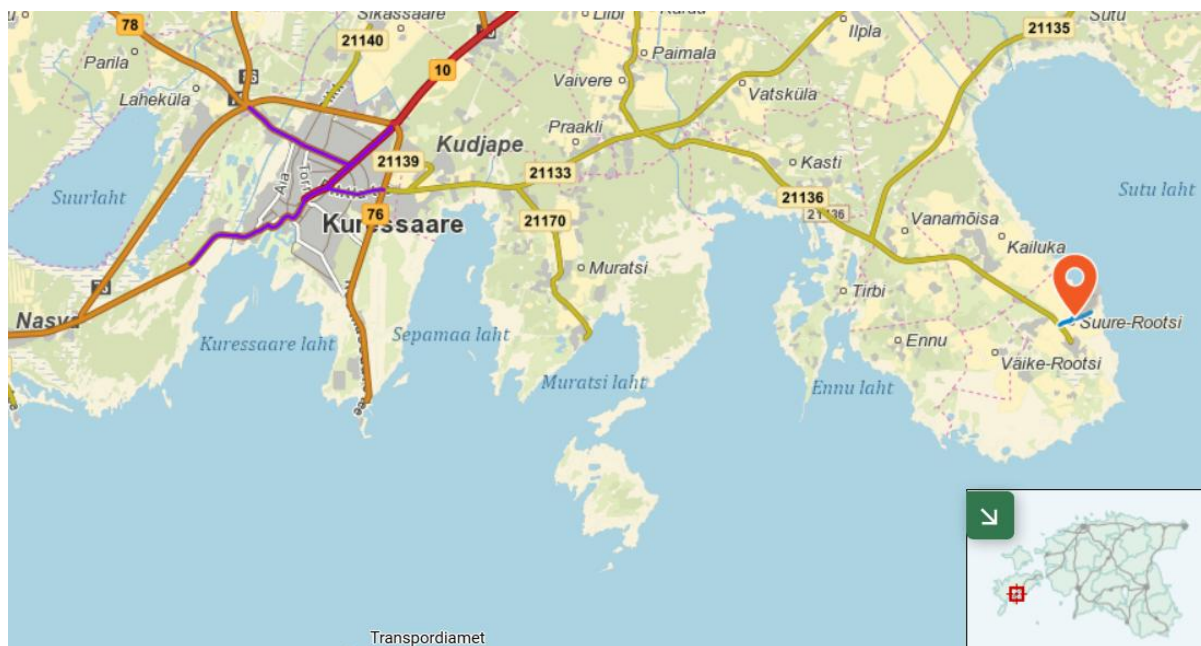 78
Sikassaare
Ilpla
Sutu
21140
Paimala
21135
Parila
10
Vaivere
Laheküla
Vatsküla
Praakli
Kudjape
21139
Kasti
21133
Suurlaht
Aia
21136
Sutu laht
76
Kuressaare
21170
Vanamõisa
Kailuka
Muratsi
Tirbi
Nasva
Sepamaa laht
Suure-Rootsi
Kuressaare laht
Ennu
Väike-Rootsi
Muratsi laht
Ennu laht
Transpordiamet